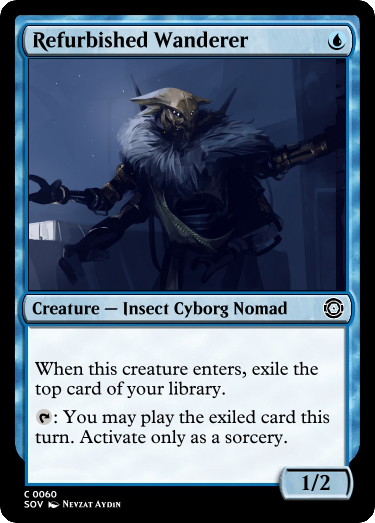 Refurbished Wanderer
Creature — Insect Cyborg Nomad
When this creature enters, exile the
top card of your library.
: You may play the exiled card this
turn. Activate only as a sorcery.
1/2
C 0060
SOV Nevzat Aydin